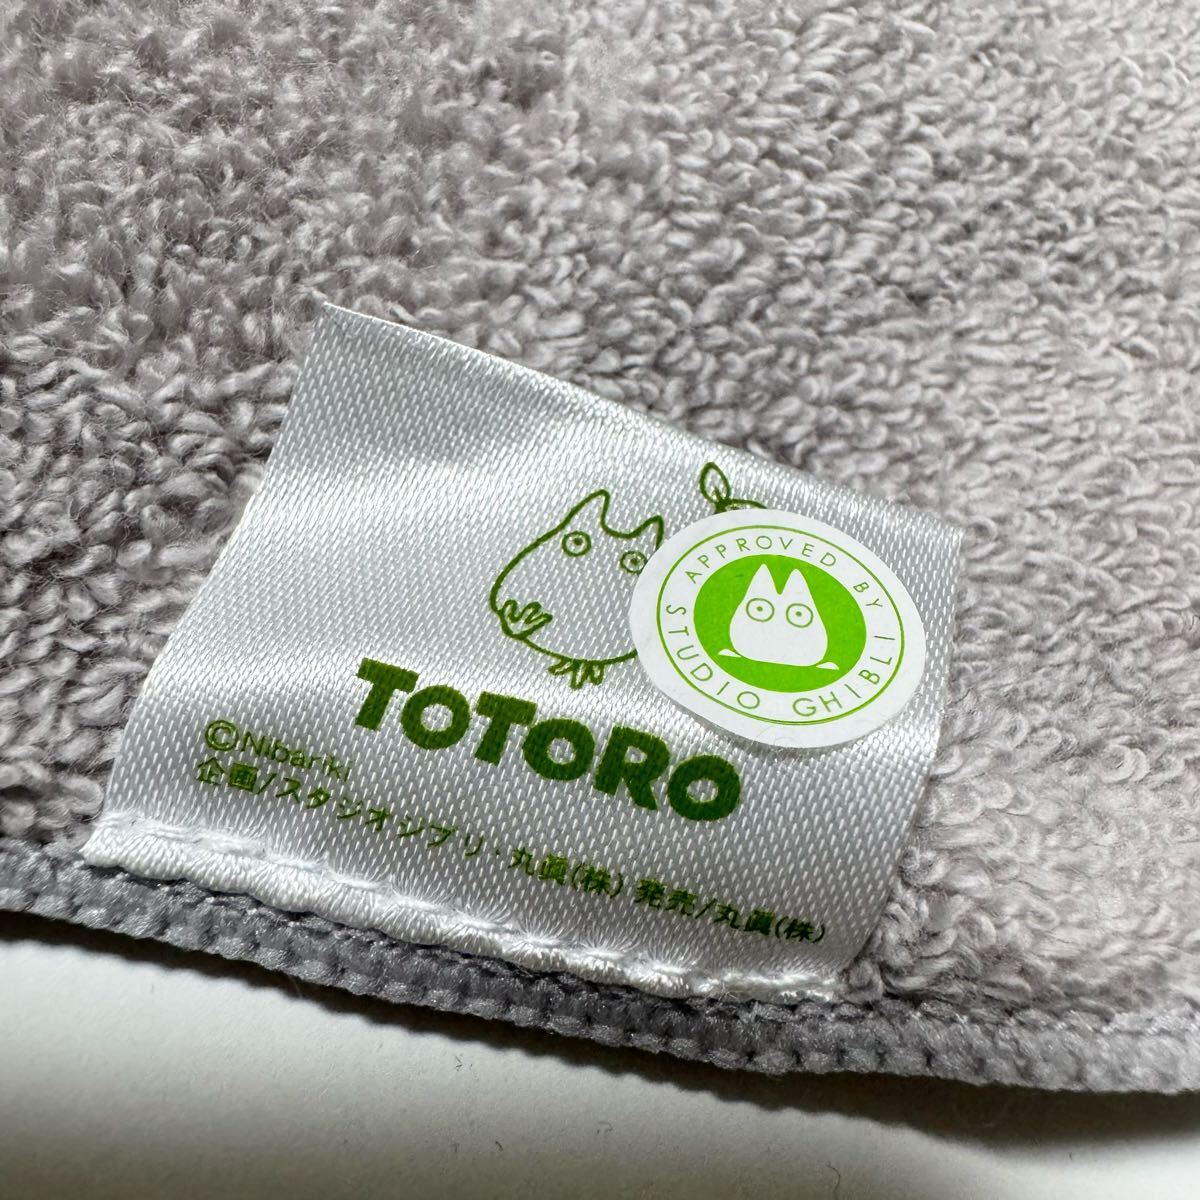 APPROVED BY
STUDIO GHIBLI
TOTORO
©Nibariki
企画/スタジオジブリ・丸眞(株) 発売/丸眞(株)